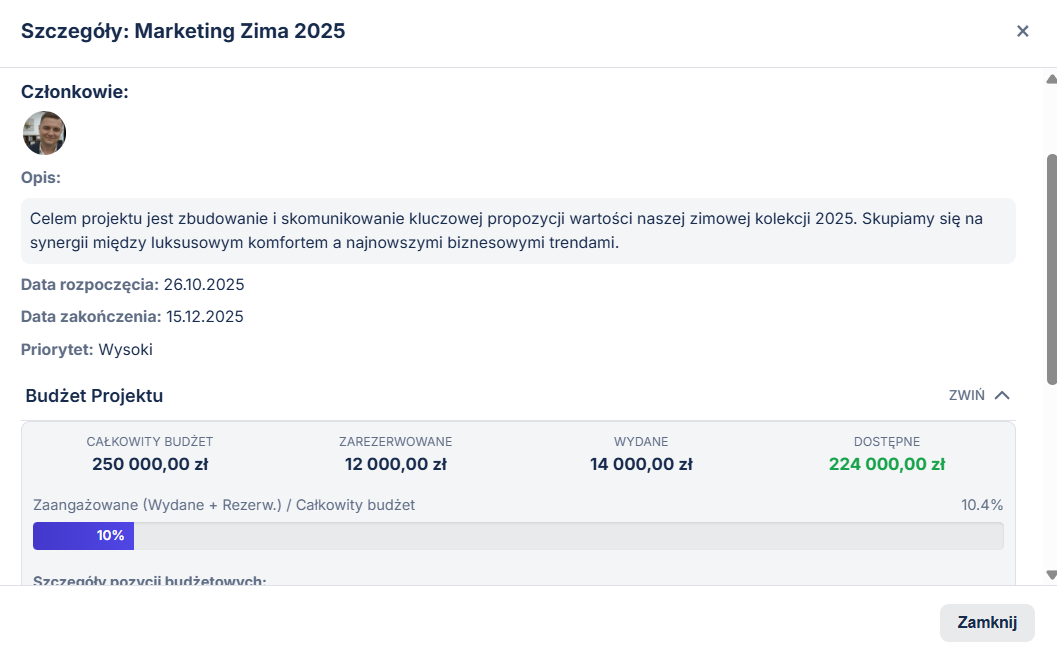 Szczegóły: Marketing Zima 2025
×
Członkowie:
Opis:
Celem projektu jest zbudowanie i skomunikowanie kluczowej propozycji wartości naszej zimowej kolekcji 2025. Skupiamy się na
synergii między luksusowym komfortem a najnowszymi biznesowymi trendami.
Data rozpoczęcia: 26.10.2025
Data zakończenia: 15.12.2025
Priorytet: Wysoki
Budżet Projektu ZWIŃ
CAŁKOWITY BUDŻET ZAREZERWOWANE WYDANE DOSTĘPNE
250 000,00 zł 12 000,00 zł 14 000,00 zł 224 000,00 zł
Zaangażowane (Wydane + Rezerw.) / Całkowity budżet 10.4%
10%
Szczegóły pozycji budżetowych:
Zamknij